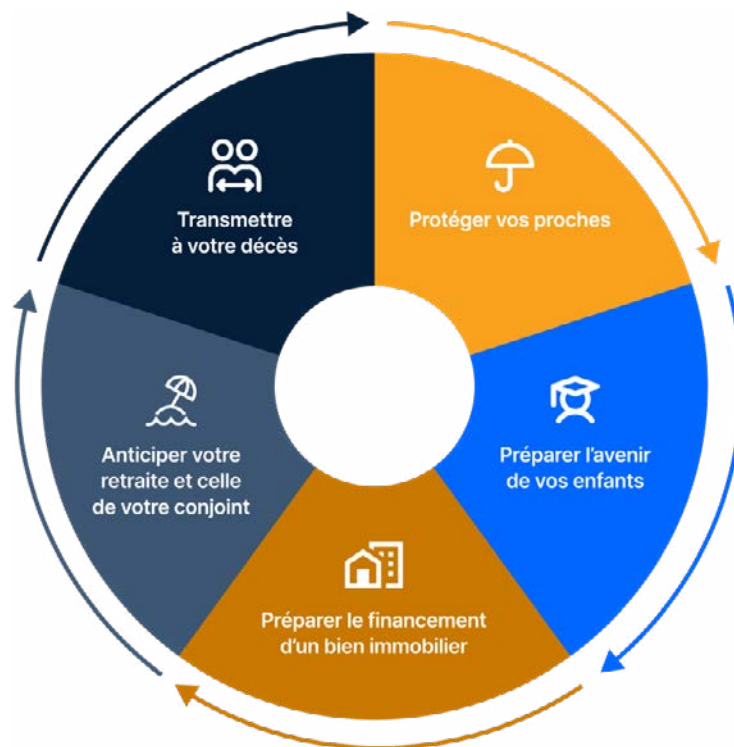 Transmettre
à votre décès
Protéger vos proches
Préparer l'avenir
de vos enfants
Préparer le financement
d'un bien immobilier
Anticiper votre
retraite et celle
de votre conjoint